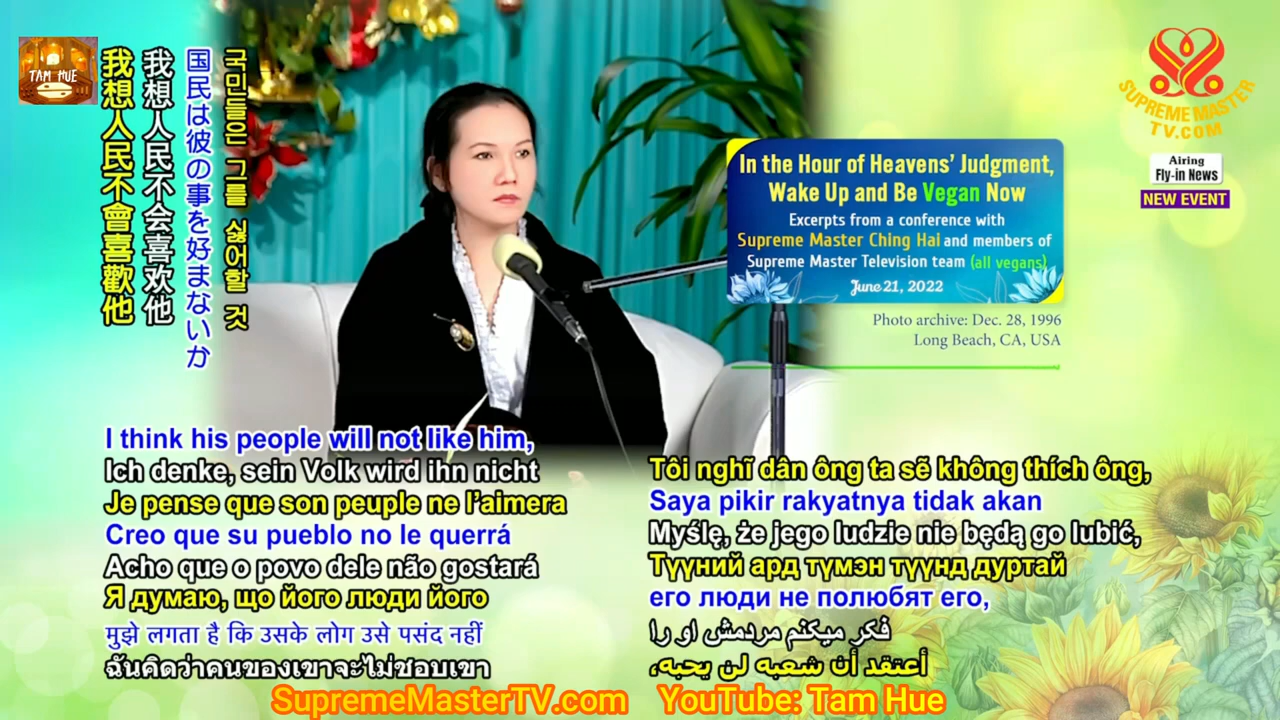 TAM HUE
我想人民不會喜歡他
我想人民不会喜欢他
国民は彼の事を好まないか
국민들은 그를 싫어할 것
SUPREME MASTER
TV.COM
Airing
Fly-in News
NEW EVENT
In the Hour of Heavens' Judgment,
Wake Up and Be Vegan Now
Excerpts from a conference with
Supreme Master Ching Hai and members of
Supreme Master Television team (all vegans)
June 21, 2022
Photo archive: Dec. 28, 1996
Long Beach, CA, USA
I think his people will not like him,
Ich denke, sein Volk wird ihn nicht
Je pense que son peuple ne l'aimera
Creo que su pueblo no le querrá
Acho que o povo dele não gostará
Я думаю, що його люди його
मुझे लगता है कि उसके लोग उसे पसंद नहीं
ฉันคิดว่าคนของเขาจะไม่ชอบเขา
Tôi nghĩ dân ông ta sẽ không thích ông,
Saya pikir rakyatnya tidak akan
Myślę, że jego ludzie nie będą go lubić,
Түүний ард түмэн түүнд дуртай
его люди не полюбят его,
فکر میکنم مردمش او را
أعتقد أن شعبه لن يحبه،
SupremeMasterTV.com YouTube: Tam Hue